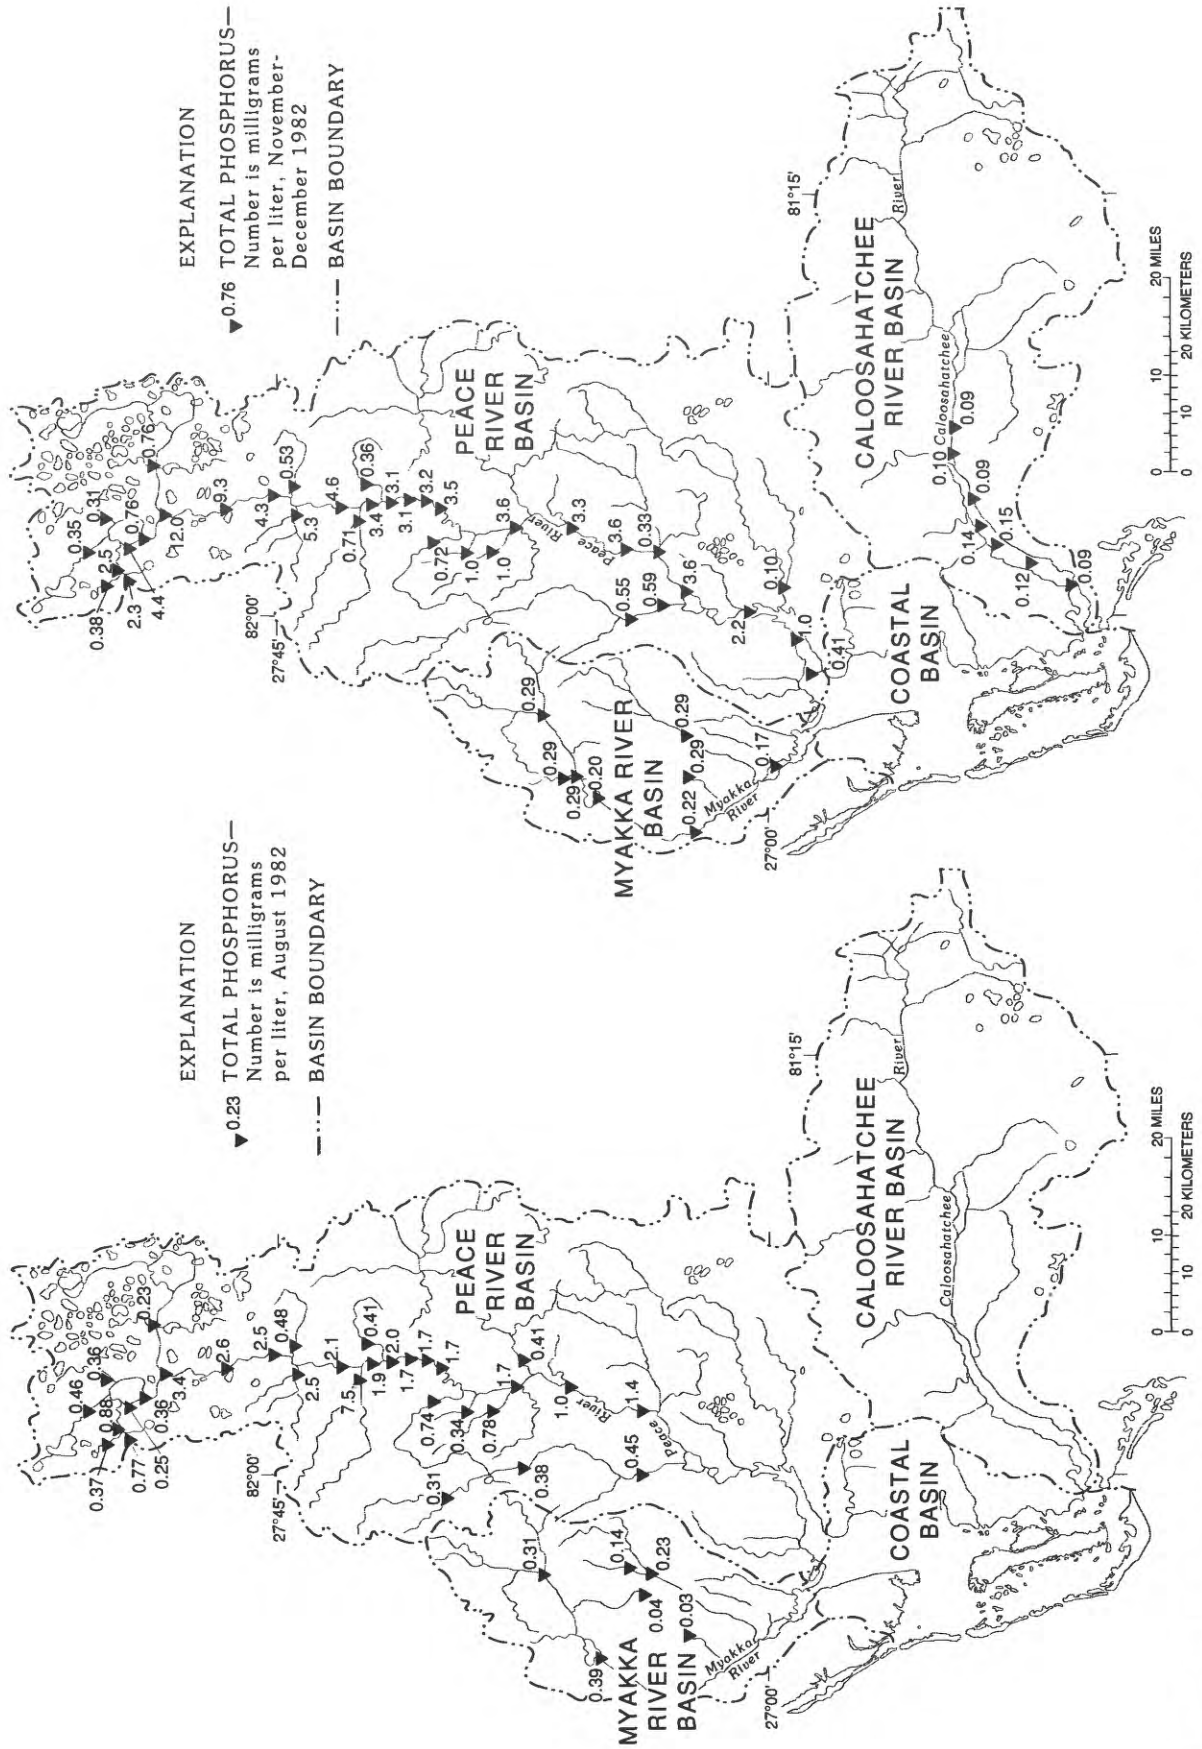 EXPLANATION
▼0.23 TOTAL PHOSPHORUS—
Number is milligrams
per liter, August 1982
BASIN BOUNDARY
0.46
0.36
0.88
0.37
0.77
0.25
0.36
0.23
3.4
2.6
2.5
0.48
2.5
2.1
7.5
0.41
1.9
2.0
1.7
1.7
1.7
0.74
0.34
0.78
1.7
0.41
1.0
1.4
0.31
0.38
0.45
0.31
0.14
0.23
0.04
0.03
0.39
82°00'
27°45'
27°00'
81°15'
PEACE
RIVER
BASIN
River
Peace
MYAKKA
RIVER
BASIN
Myakka
River
COASTAL
BASIN
CALOOSAHATCHEE
RIVER BASIN
Caloosahatchee
River
0 10 20 MILES
0 10 20 KILOMETERS
EXPLANATION
▼0.76 TOTAL PHOSPHORUS—
Number is milligrams
per liter, November-
December 1982
BASIN BOUNDARY
0.35
0.31
2.5
0.38
2.3
4.4
0.76
0.76
12.0
9.3
4.3
0.53
5.3
4.6
0.71
0.36
3.4
3.1
3.1
3.2
3.5
0.72
1.0
1.0
3.6
3.3
3.6
0.33
0.55
0.59
3.6
2.2
0.10
1.0
0.41
0.29
0.29
0.29
0.20
0.29
0.29
0.22
0.17
82°00'
27°45'
27°00'
81°15'
PEACE
RIVER
BASIN
River
Peace
MYAKKA RIVER
BASIN
Myakka
River
COASTAL
BASIN
CALOOSAHATCHEE
RIVER BASIN
Caloosahatchee
River
0.10
0.09
0.09
0.14
0.15
0.12
0.09
0 10 20 MILES
0 10 20 KILOMETERS